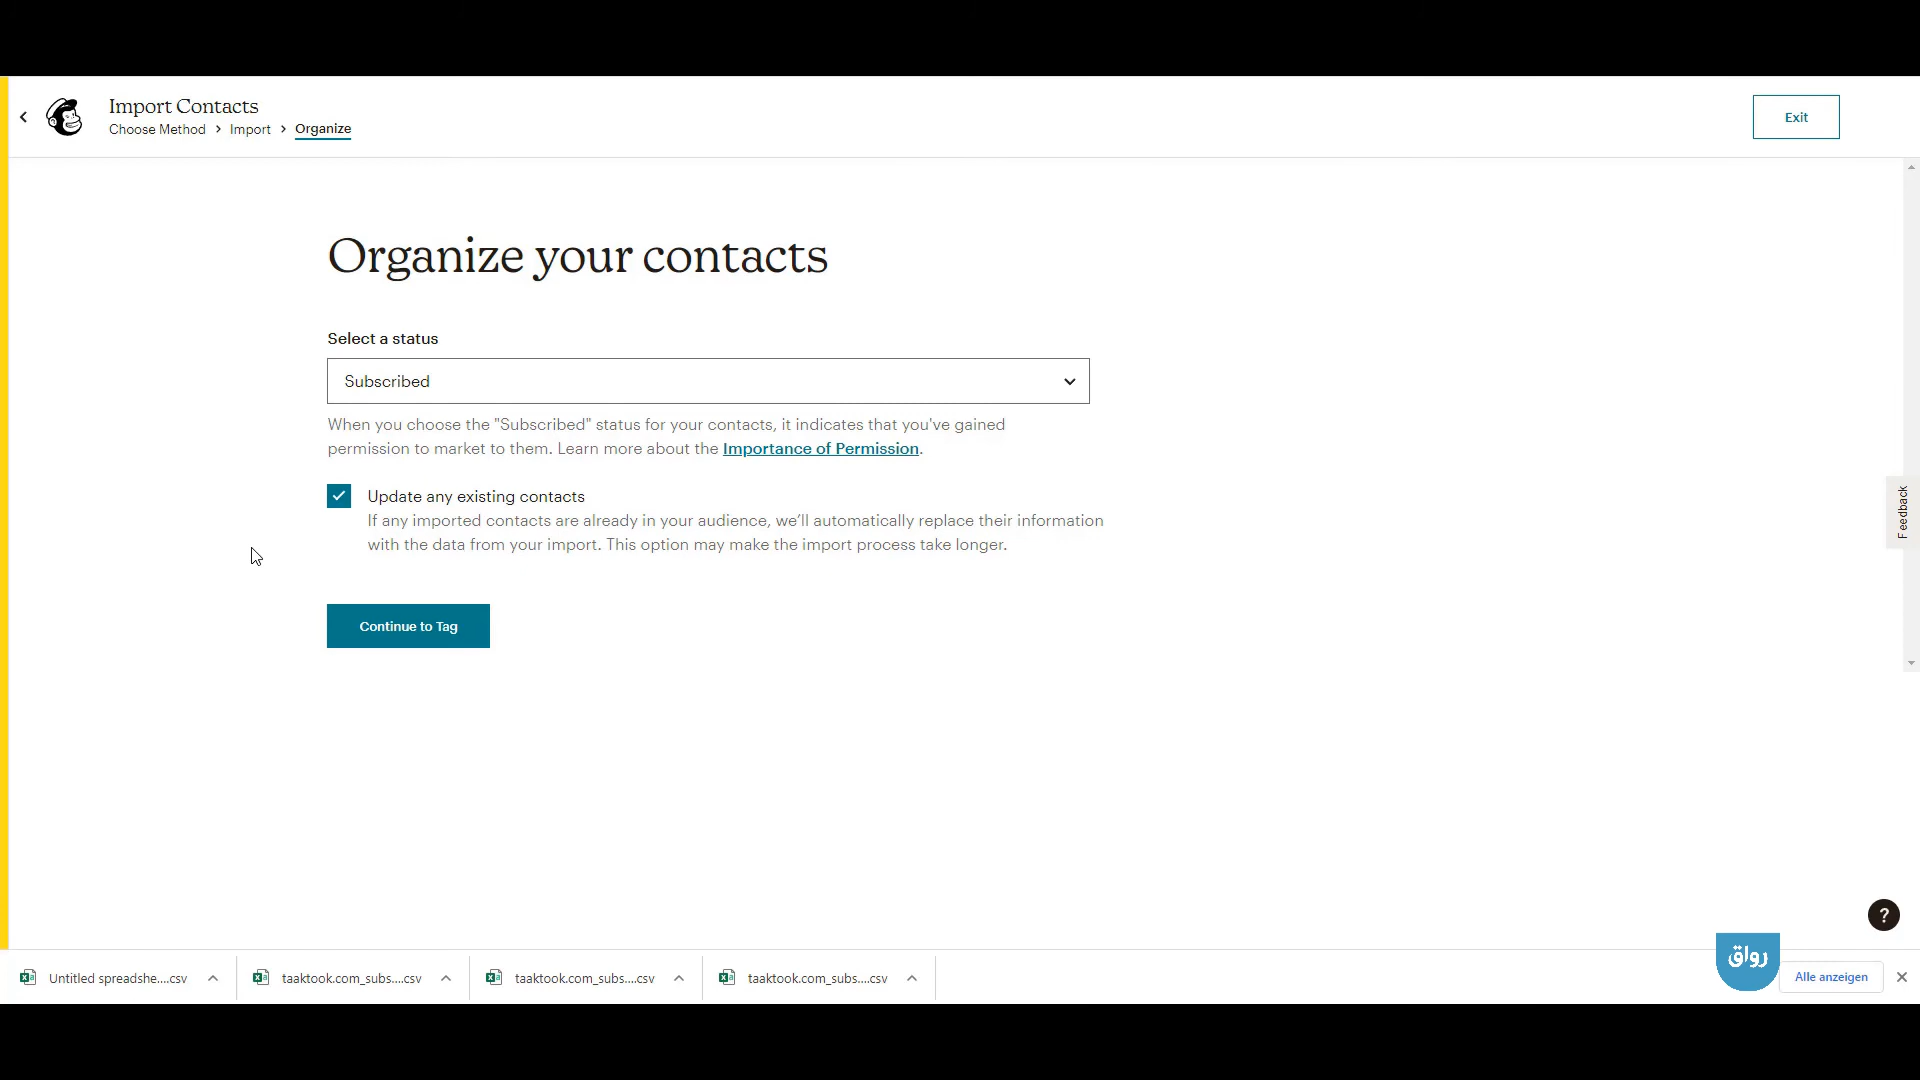 Import Contacts
Choose Method > Import > Organize
Exit
Organize your contacts
Select a status
Subscribed
When you choose the "Subscribed" status for your contacts, it indicates that you've gained
permission to market to them. Learn more about the Importance of Permission.
Update any existing contacts
If any imported contacts are already in your audience, we’ll automatically replace their information
with the data from your import. This option may make the import process take longer.
Feedback
Continue to Tag
?
رواق
Untitled spreadshe....csv
taaktook.com_subs....csv
taaktook.com_subs....csv
taaktook.com_subs....csv
Alle anzeigen